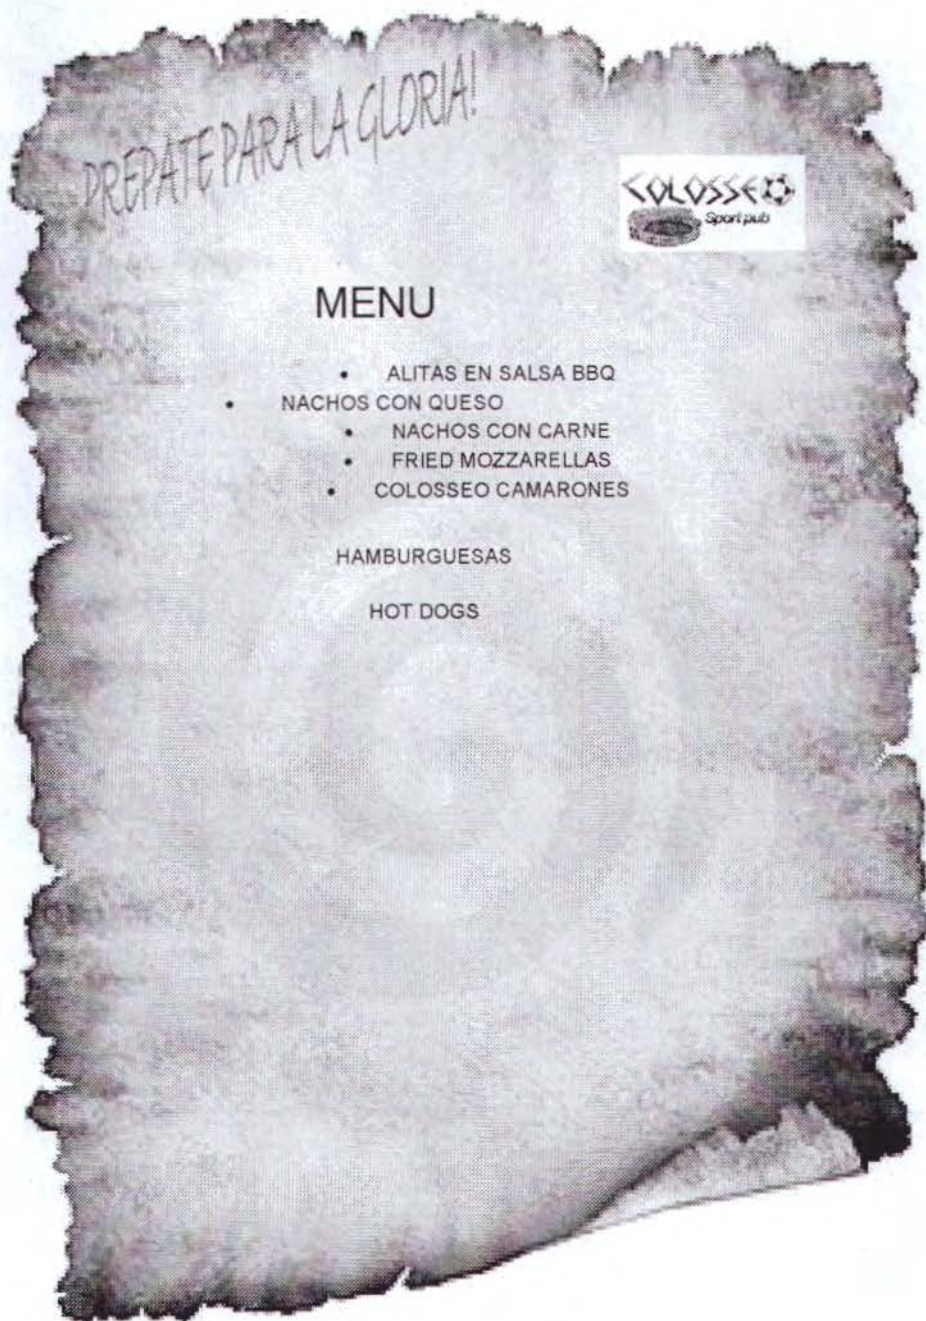 PREPATE PARA LA GLORIA!
COLOSSEO
Sport pub
MENU
• ALITAS EN SALSA BBQ
• NACHOS CON QUESO
• NACHOS CON CARNE
• FRIED MOZZARELLAS
• COLOSSEO CAMARONES
HAMBURGUESAS
HOT DOGS